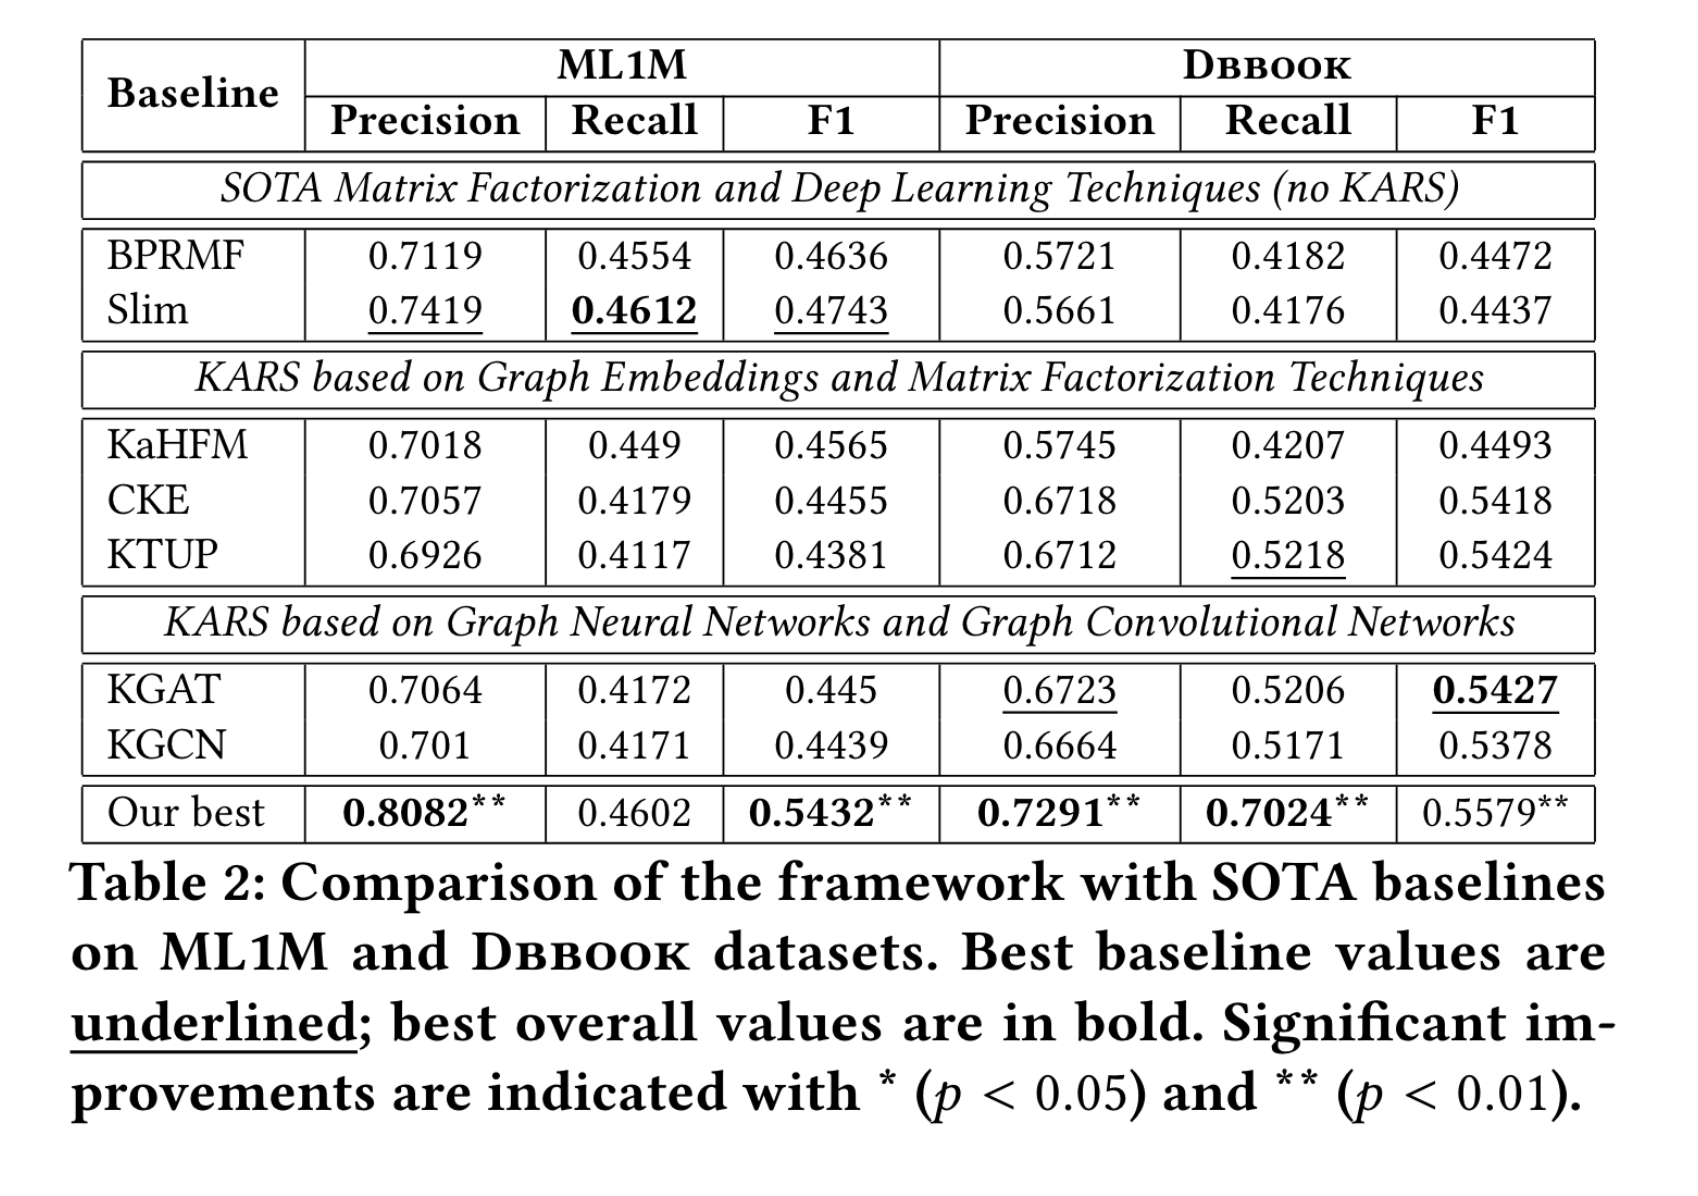 Baseline ML1M DBBOOK
Precision Recall F1 Precision Recall F1
SOTA Matrix Factorization and Deep Learning Techniques (no KARS)
BPRMF 0.7119 0.4554 0.4636 0.5721 0.4182 0.4472
Slim 0.7419 0.4612 0.4743 0.5661 0.4176 0.4437
KARS based on Graph Embeddings and Matrix Factorization Techniques
KaHFM 0.7018 0.449 0.4565 0.5745 0.4207 0.4493
CKE 0.7057 0.4179 0.4455 0.6718 0.5203 0.5418
KTUP 0.6926 0.4117 0.4381 0.6712 0.5218 0.5424
KARS based on Graph Neural Networks and Graph Convolutional Networks
KGAT 0.7064 0.4172 0.445 0.6723 0.5206 0.5427
KGCN 0.701 0.4171 0.4439 0.6664 0.5171 0.5378
Our best 0.8082** 0.4602 0.5432** 0.7291** 0.7024** 0.5579**
Table 2: Comparison of the framework with SOTA baselines
on ML1M and DBBOOK datasets. Best baseline values are
underlined; best overall values are in bold. Significant im-
provements are indicated with * (p < 0.05) and ** (p < 0.01).